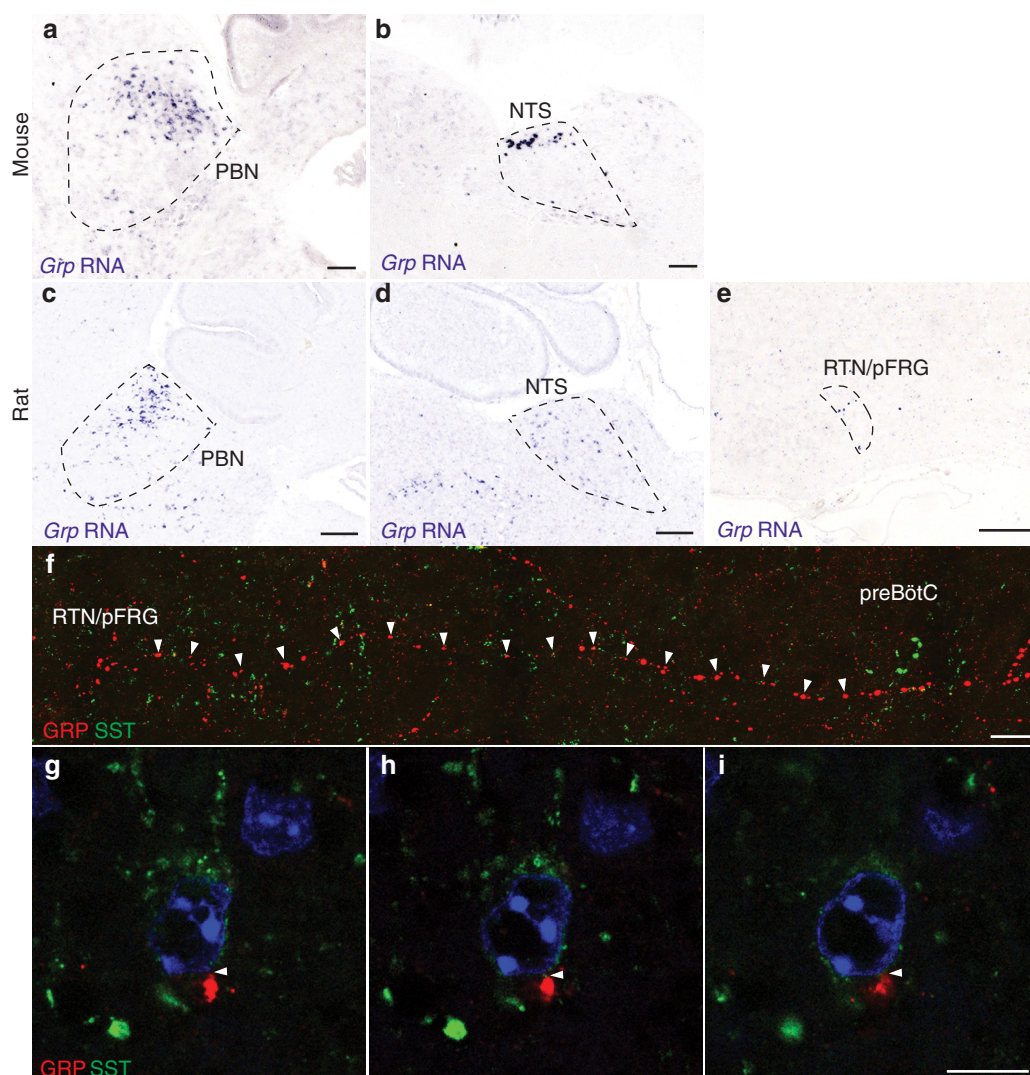 Mouse
a
PBN
Grp RNA
b
NTS
Grp RNA
Rat
c
PBN
Grp RNA
d
NTS
Grp RNA
e
RTN/pFRG
Grp RNA
f
RTN/pFRG
preBötC
GRP SST
g
h
i
GRP SST